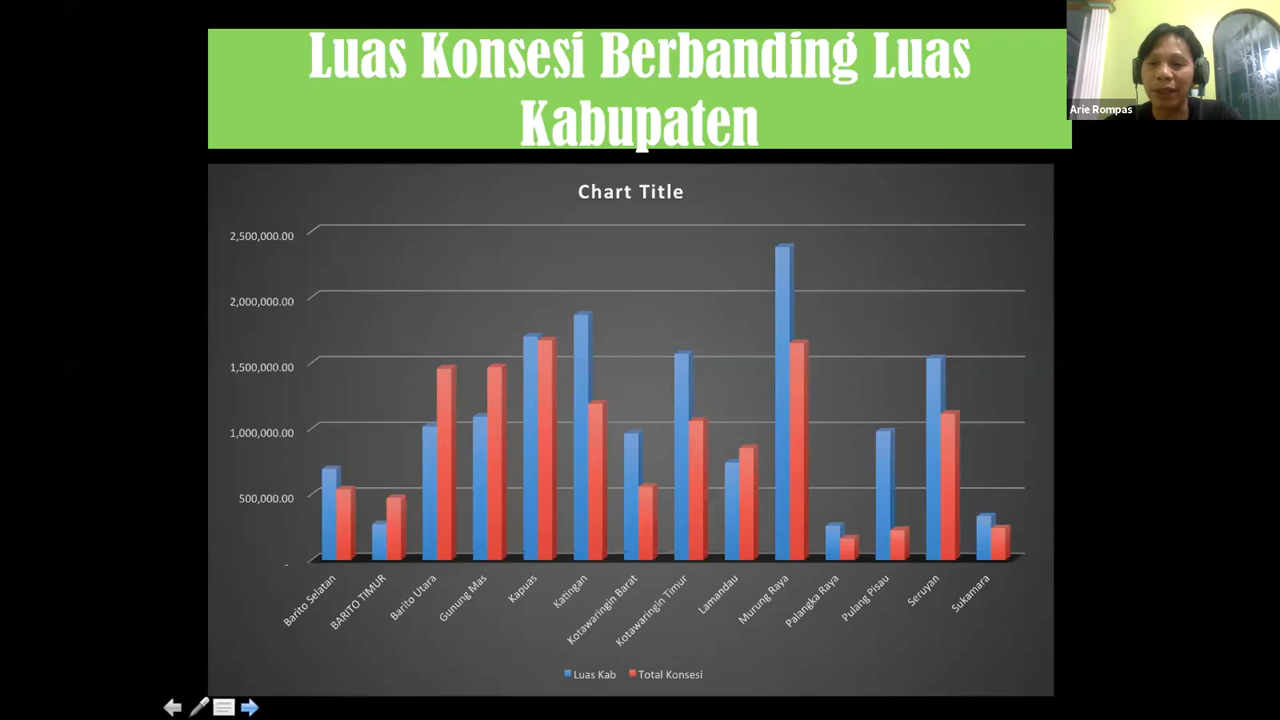 Luas Konsesi Berbanding Luas
Kabupaten
Arie Rompas
Chart Title
2,500,000.00
2,000,000.00
1,500,000.00
1,000,000.00
500,000.00
-
Barito Selatan
BARITO TIMUR
Barito Utara
Gunung Mas
Kapuas
Katingan
Kotawaringin Barat
Kotawaringin Timur
Lamandau
Murung Raya
Palangka Raya
Pulang Pisau
Seruyan
Sukamara
Luas Kab
Total Konsesi